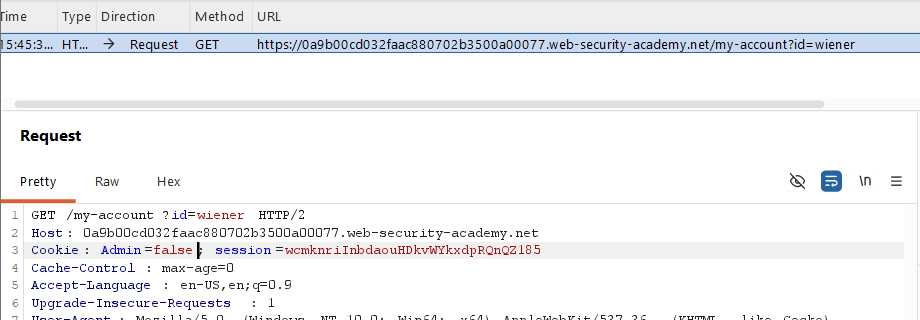 Time Type Direction Method URL
15:45:3... HT... → Request GET https://0a9b00cd032faac880702b3500a00077.web-security-academy.net/my-account?id=wiener
Request
Pretty Raw Hex \n
1 GET /my-account ?id=wiener HTTP/2
2 Host: 0a9b00cd032faac880702b3500a00077.web-security-academy.net
3 Cookie: Admin=false; session=wcmknriInbdaouHDkvWYkxdpRQnQZ185
4 Cache-Control : max-age=0
5 Accept-Language : en-US,en;q=0.9
6 Upgrade-Insecure-Requests : 1
7 User-Agent: Mozilla/5.0 (Windows NT 10.0; Win64; x64) AppleWebKit/537.36 (KHTML, like Gecko)